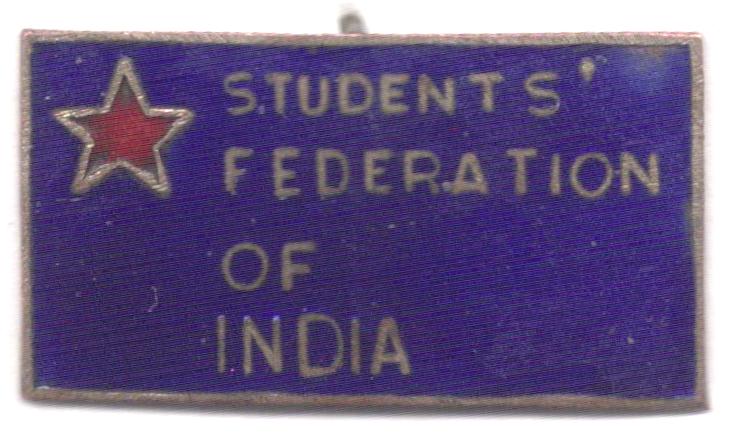 STUDENTS'
FEDERATION
OF
INDIA